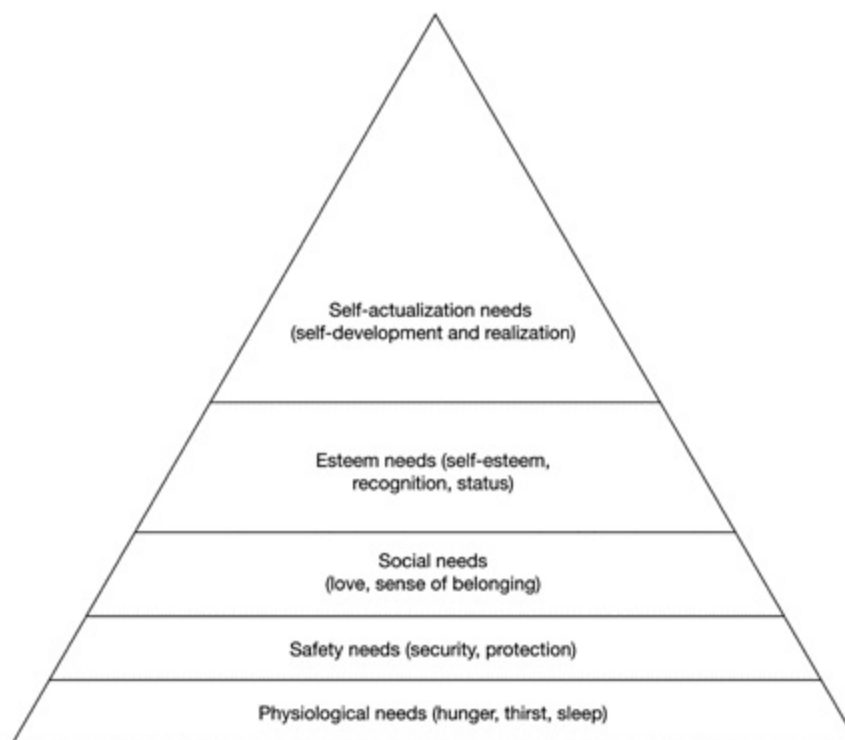 Self-actualization needs
(self-development and realization)
Esteem needs (self-esteem,
recognition, status)
Social needs
(love, sense of belonging)
Safety needs (security, protection)
Physiological needs (hunger, thirst, sleep)